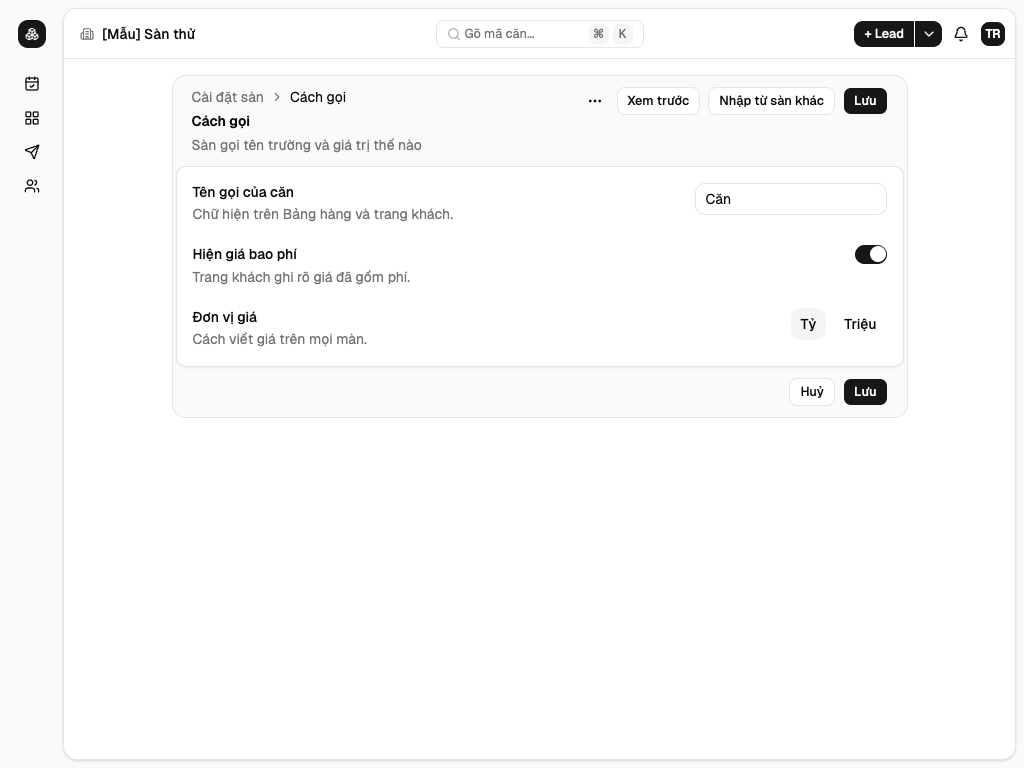 [Mẫu] Sàn thử
Gõ mã căn… ⌘ K
+ Lead
TR
Cài đặt sàn > Cách gọi
Xem trước
Nhập từ sàn khác
Lưu
Cách gọi
Sàn gọi tên trường và giá trị thế nào
Tên gọi của căn
Chữ hiện trên Bảng hàng và trang khách.
Căn
Hiện giá bao phí
Trang khách ghi rõ giá đã gồm phí.
Đơn vị giá
Cách viết giá trên mọi màn.
Tỷ
Triệu
Huỷ
Lưu